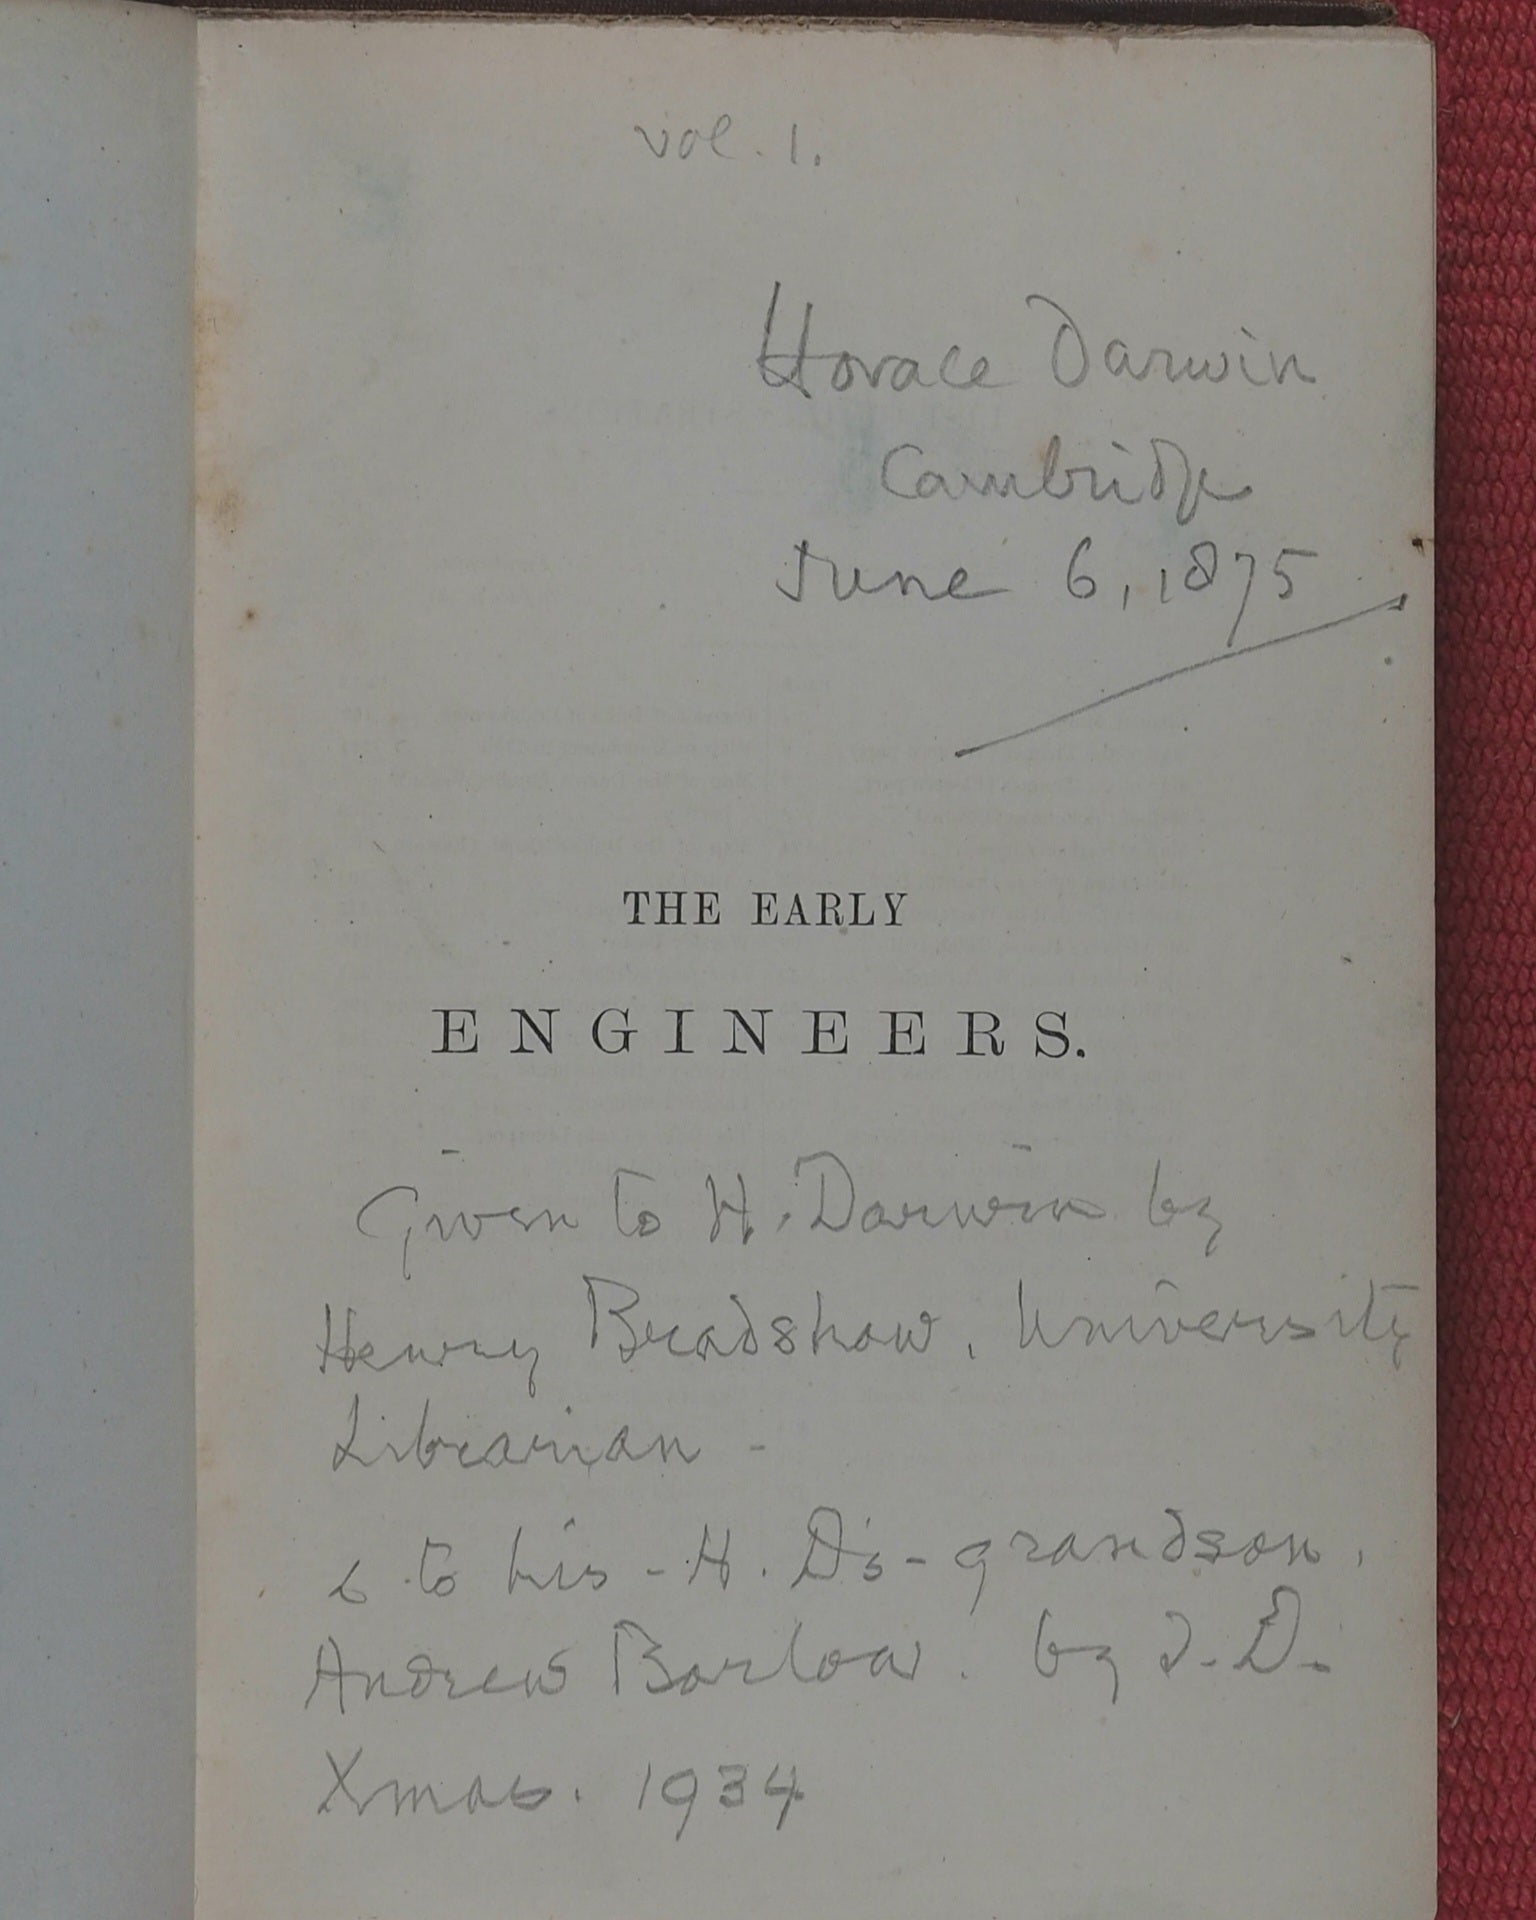 vol. 1.
Horace Darwin
Cambridge
June 6, 1875
THE EARLY
ENGINEERS.
Given to H. Darwin by
Henry Bradshaw, University
Librarian -
& to his - H. D's - grandson,
Andrew Barlow. by I. D.
Xmas. 1934